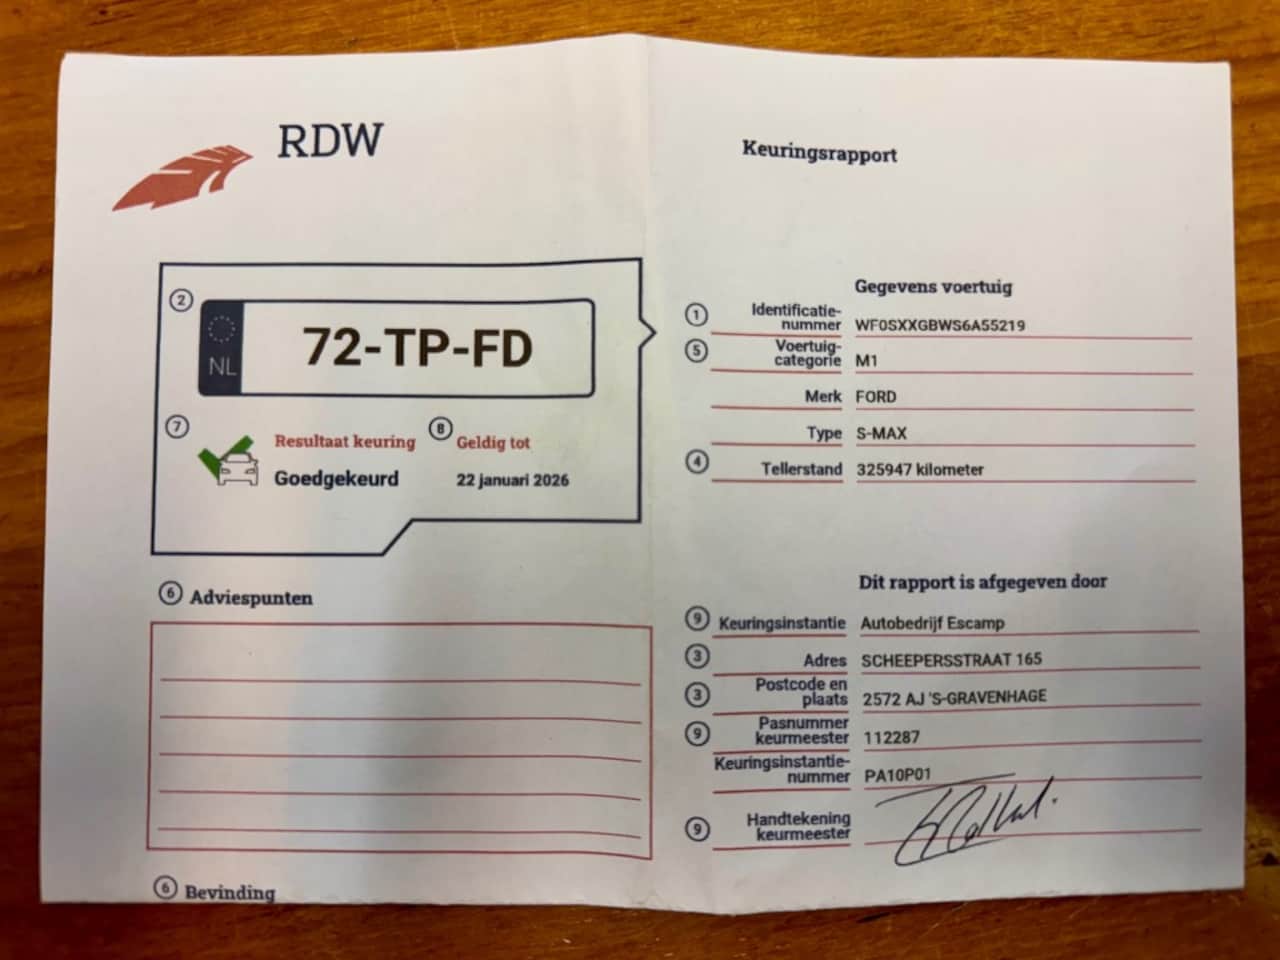 RDW
Keuringsrapport
2
NL
72-TP-FD
7
Resultaat keuring
Goedgekeurd
8
Geldig tot
22 januari 2026
6 Adviespunten
6 Bevinding
Gegevens voertuig
1 Identificatie-
nummer WF0SXXGBWS6A55219
5 Voertuig-
categorie M1
Merk FORD
Type S-MAX
4 Tellerstand 325947 kilometer
Dit rapport is afgegeven door
9 Keuringsinstantie Autobedrijf Escamp
3 Adres SCHEEPERSSTRAAT 165
3 Postcode en
plaats 2572 AJ 'S-GRAVENHAGE
9 Pasnummer
keurmeester 112287
Keuringsinstantie-
nummer PA10P01
9 Handtekening
keurmeester